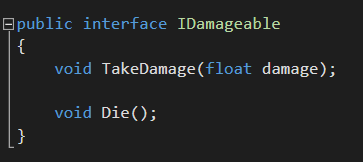 public interface IDamageable
{
void TakeDamage(float damage);
void Die();
}